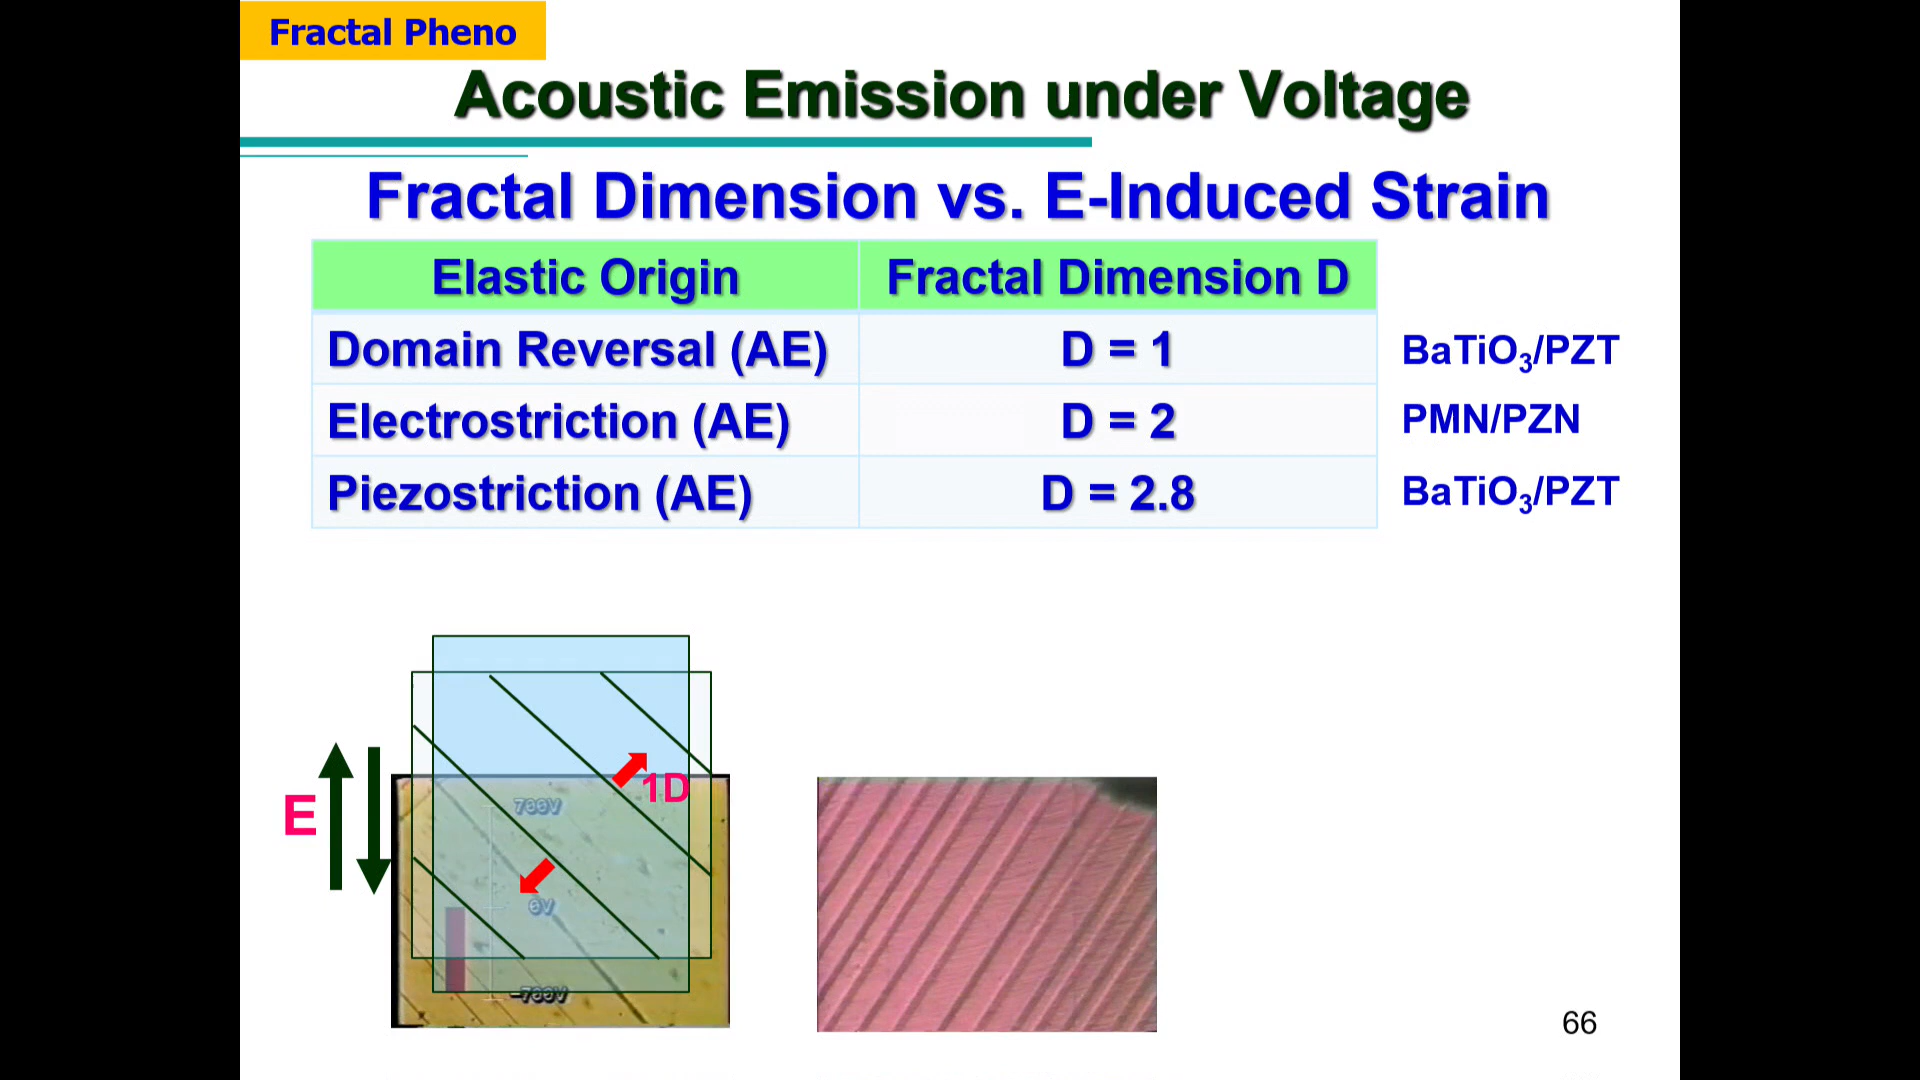 Fractal Pheno
Acoustic Emission under Voltage
Fractal Dimension vs. E-Induced Strain
Elastic Origin Fractal Dimension D
Domain Reversal (AE) D = 1 BaTiO₃/PZT
Electrostriction (AE) D = 2 PMN/PZN
Piezostriction (AE) D = 2.8 BaTiO₃/PZT
1D
E
700V
0V
-700V
66